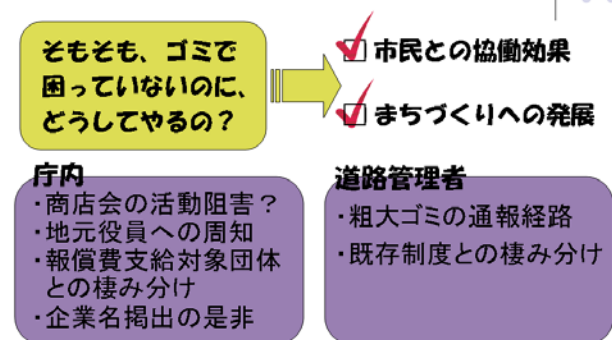 そもそも、ゴミで
困っていないのに、
どうしてやるの？
市民との協働効果
まちづくりへの発展
庁内
・商店会の活動阻害？
・地元役員への周知
・報償費支給対象団体
との棲み分け
・企業名掲出の是非
道路管理者
・粗大ゴミの通報経路
・既存制度との棲み分け